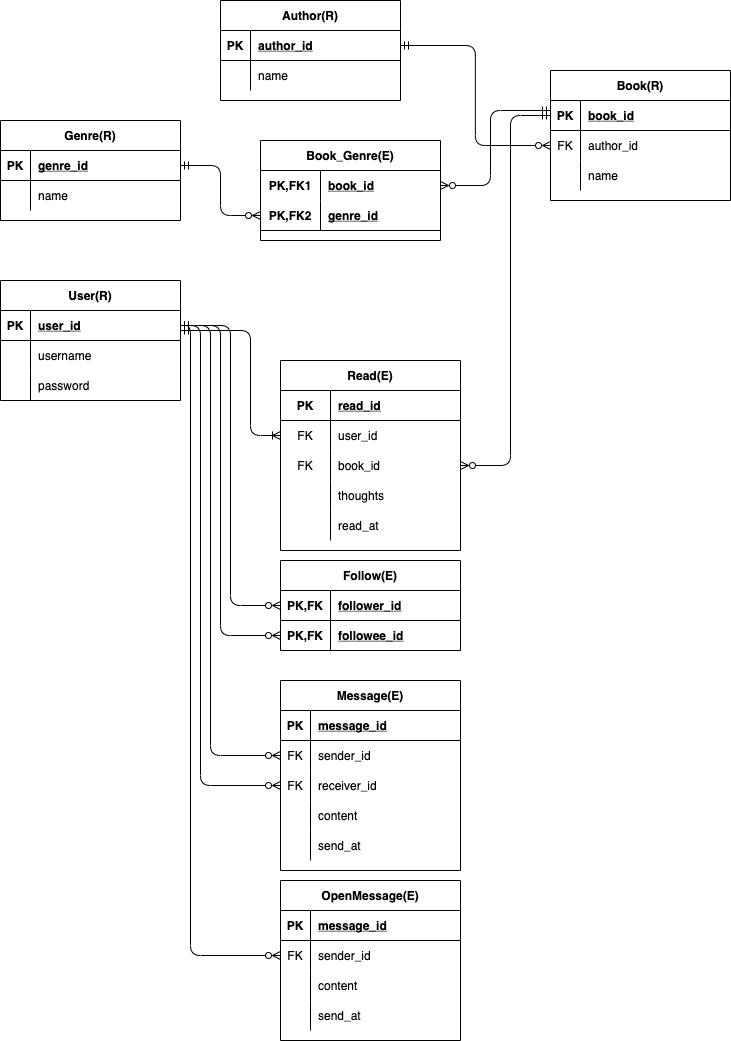 Author(R)
PK author_id
name
Book(R)
PK book_id
FK author_id
name
Genre(R)
PK genre_id
name
Book_Genre(E)
PK,FK1 book_id
PK,FK2 genre_id
User(R)
PK user_id
username
password
Read(E)
PK read_id
FK user_id
FK book_id
thoughts
read_at
Follow(E)
PK,FK follower_id
PK,FK followee_id
Message(E)
PK message_id
FK sender_id
FK receiver_id
content
send_at
OpenMessage(E)
PK message_id
FK sender_id
content
send_at